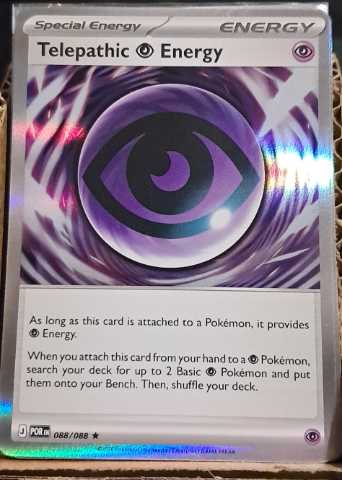 Special Energy ENERGY
Telepathic Energy
As long as this card is attached to a Pokémon, it provides
Energy.
When you attach this card from your hand to a Pokémon,
search your deck for up to 2 Basic Pokémon and put
them onto your Bench. Then, shuffle your deck.
J POR EN 088/088 ★